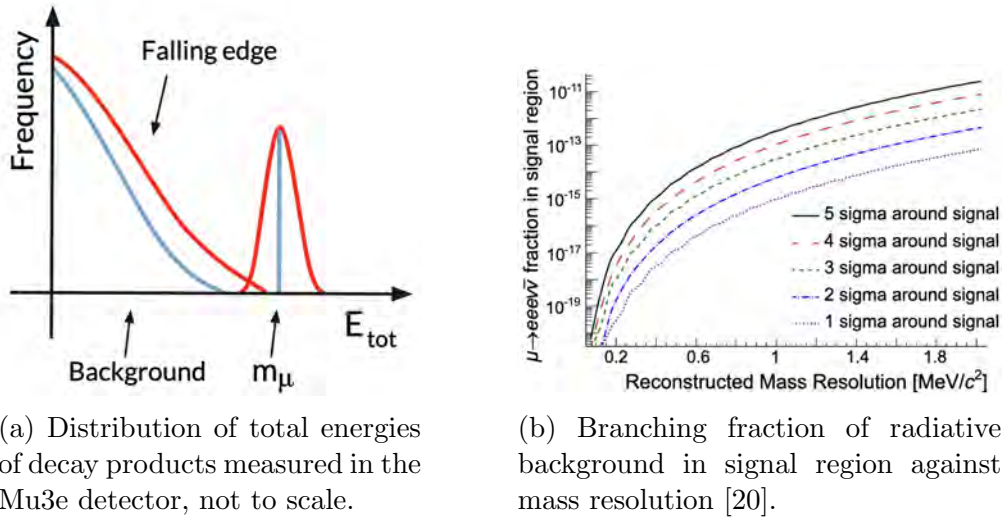 Frequency
Falling edge
Background
mμ
E_tot
(a) Distribution of total energies
of decay products measured in the
Mu3e detector, not to scale.
μ→eeeνν̄ fraction in signal region
10⁻¹¹
10⁻¹³
10⁻¹⁵
10⁻¹⁷
10⁻¹⁹
5 sigma around signal
4 sigma around signal
3 sigma around signal
2 sigma around signal
1 sigma around signal
0.2 0.6 1 1.4 1.8
Reconstructed Mass Resolution [MeV/c²]
(b) Branching fraction of radiative
background in signal region against
mass resolution [20].